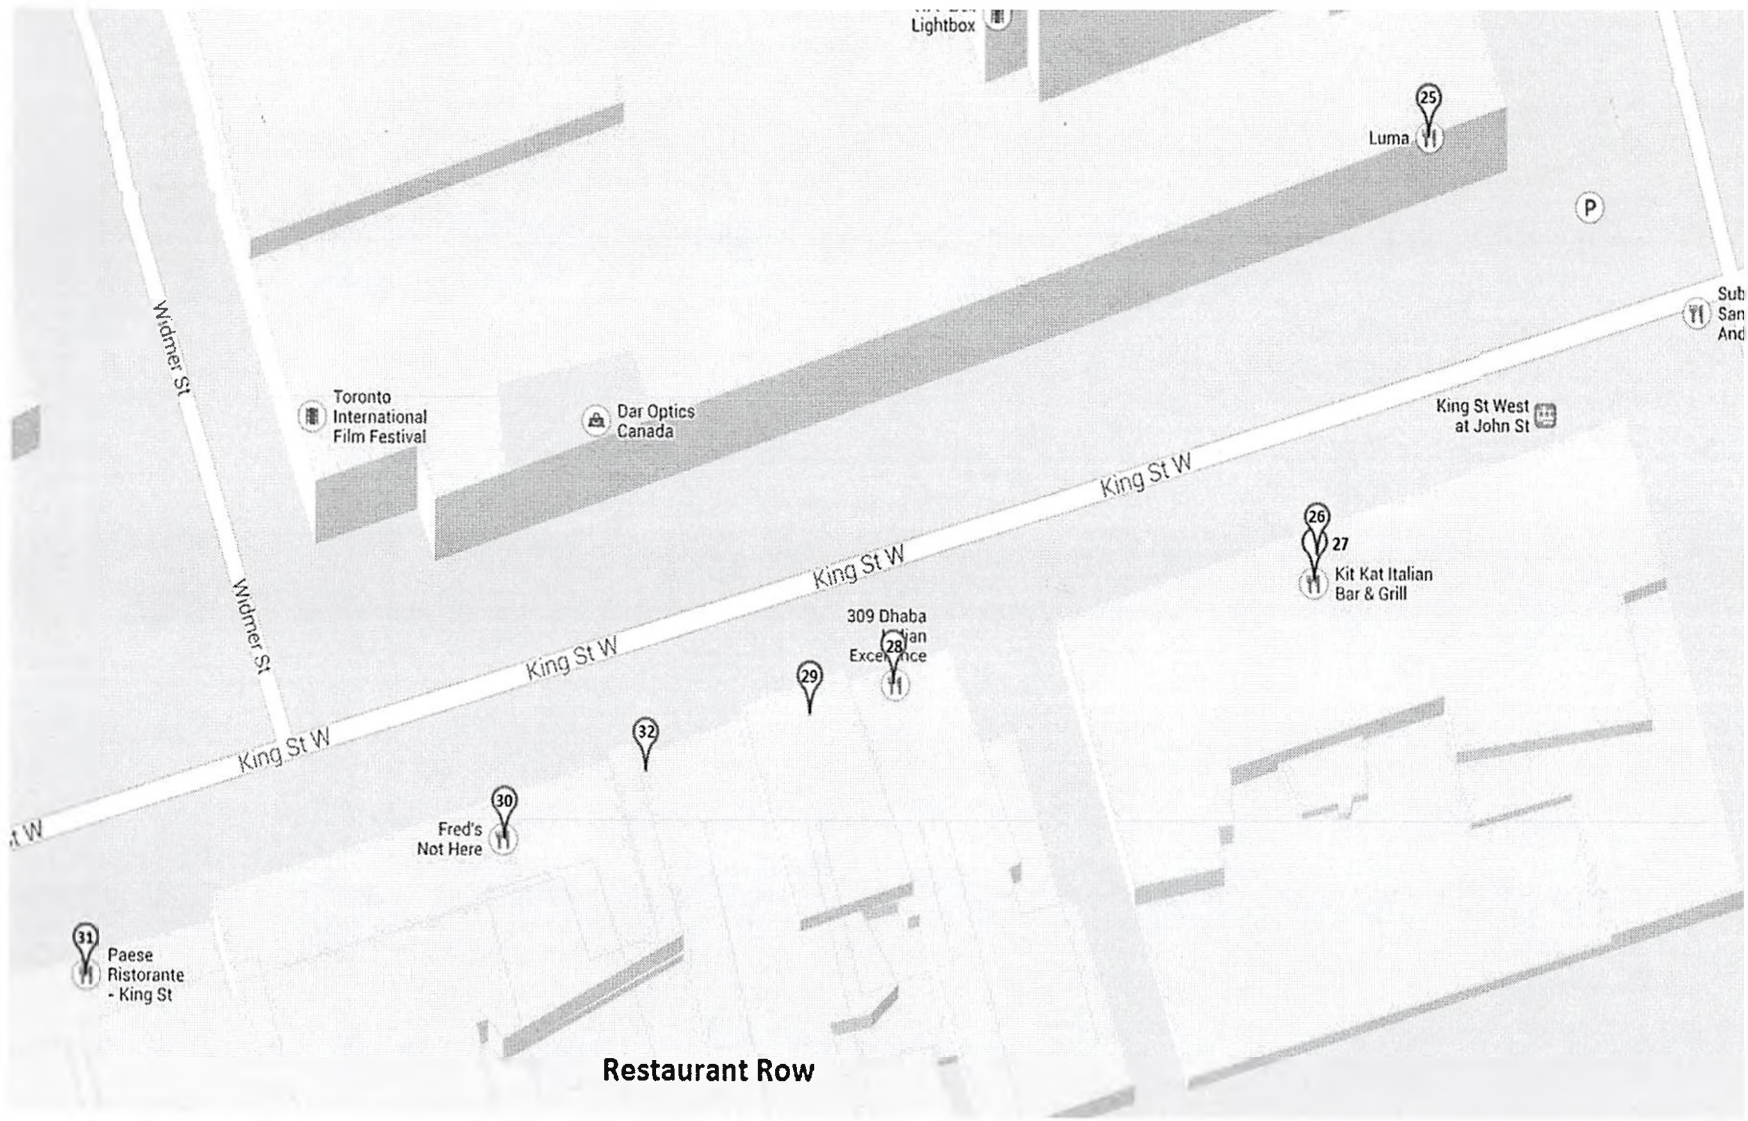 Lightbox
25
Luma
P
Widmer St
Sub
San
And
Toronto
International
Film Festival
Dar Optics
Canada
King St West
at John St
King St W
26
27
Kit Kat Italian
Bar & Grill
King St W
Widmer St
309 Dhaba
28
29
King St W
32
King St W
30
Fred's
Not Here
t W
31
Paese
Ristorante
- King St
Restaurant Row